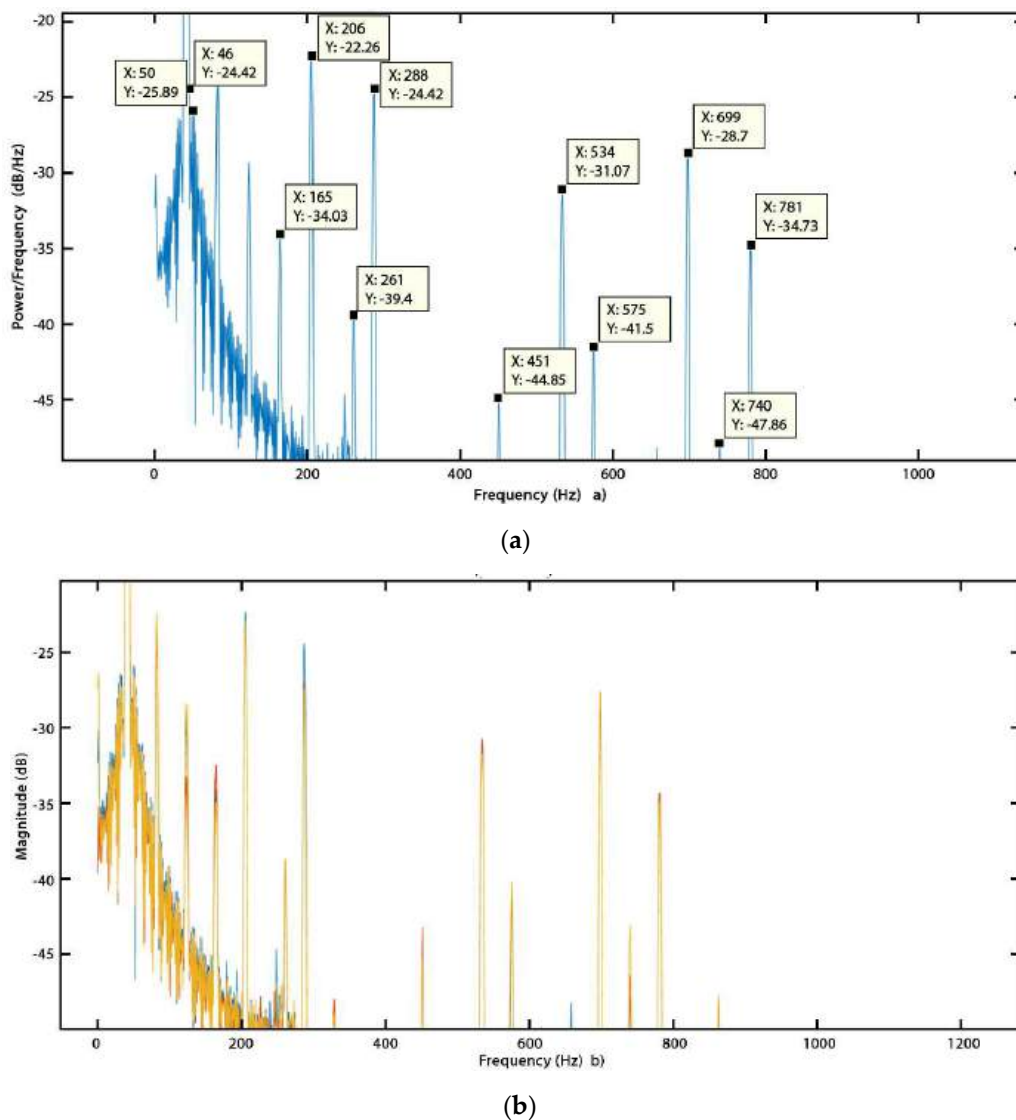 -20
X: 206
Y: -22.26
X: 46
Y: -24.42
X: 50
Y: -25.89
X: 288
Y: -24.42
-25
X: 699
Y: -28.7
X: 534
Y: -31.07
-30
X: 165
Y: -34.03
X: 781
Y: -34.73
-35
X: 261
Y: -39.4
X: 575
Y: -41.5
-40
X: 451
Y: -44.85
X: 740
Y: -47.86
-45
Power/Frequency (dB/Hz)
0 200 400 600 800 1000
Frequency (Hz) a)
(a)
-25
-30
-35
-40
-45
Magnitude (dB)
0 200 400 600 800 1000 1200
Frequency (Hz) b)
(b)